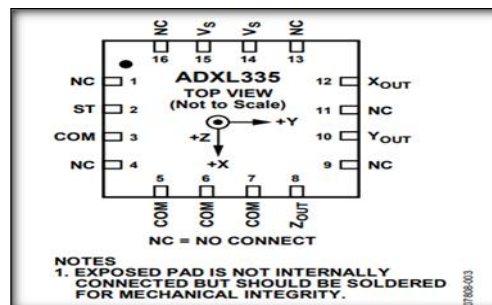 NC VS VS NC
16 15 14 13
ADXL335
TOP VIEW
(Not to Scale)
NC 1
ST 2
COM 3
NC 4
12 XOUT
11 NC
10 YOUT
9 NC
+Y
+Z
+X
5 6 7 8
COM COM COM ZOUT
NC = NO CONNECT
NOTES
1. EXPOSED PAD IS NOT INTERNALLY
CONNECTED BUT SHOULD BE SOLDERED
FOR MECHANICAL INTEGRITY.
07808-003